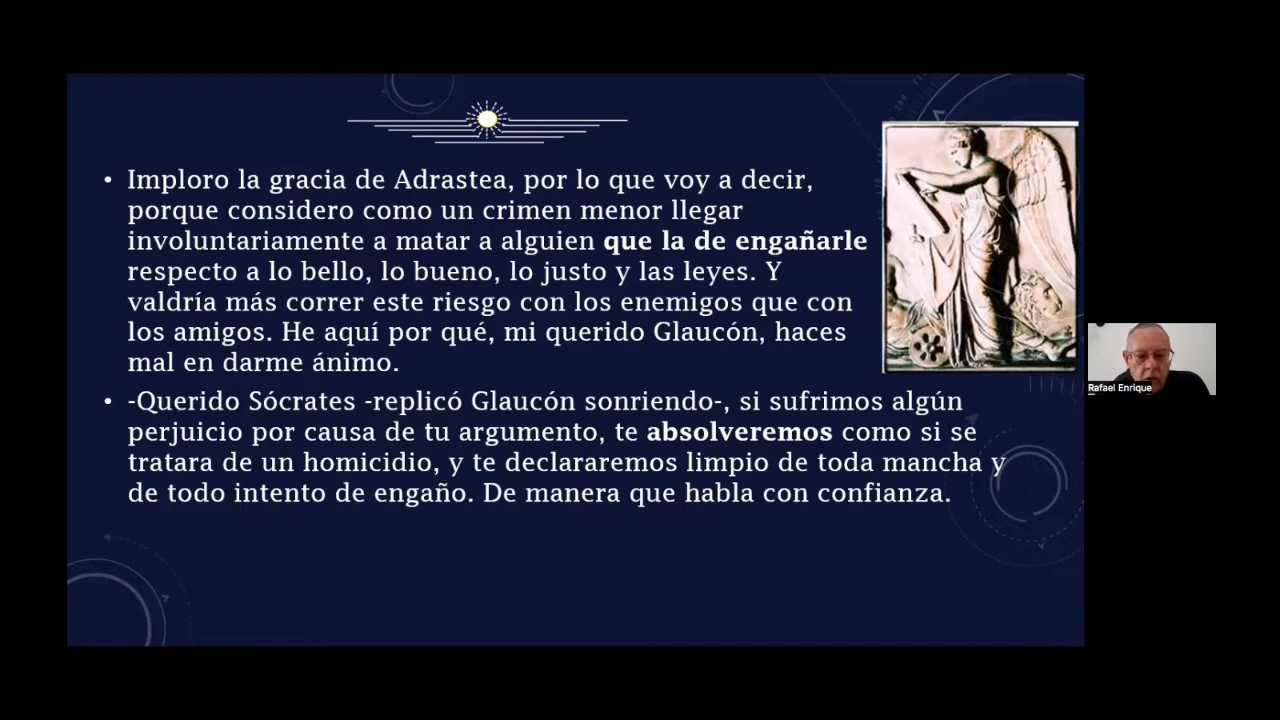 • Imploro la gracia de Adrastea, por lo que voy a decir,
porque considero como un crimen menor llegar
involuntariamente a matar a alguien que la de engañarle
respecto a lo bello, lo bueno, lo justo y las leyes. Y
valdría más correr este riesgo con los enemigos que con
los amigos. He aquí por qué, mi querido Glaucón, haces
mal en darme ánimo.
• -Querido Sócrates -replicó Glaucón sonriendo-, si sufrimos algún
perjuicio por causa de tu argumento, te absolveremos como si se
tratara de un homicidio, y te declararemos limpio de toda mancha y
de todo intento de engaño. De manera que habla con confianza.
Rafael Enrique